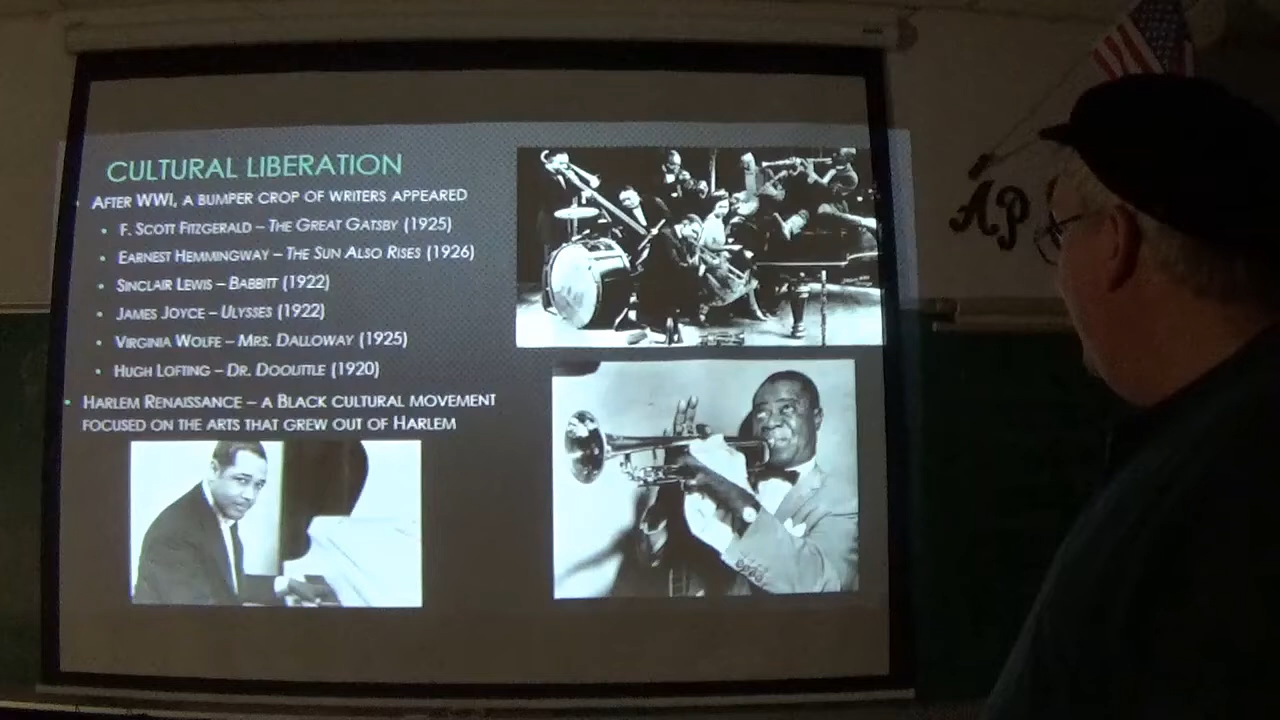 CULTURAL LIBERATION
AFTER WWI, A BUMPER CROP OF WRITERS APPEARED
F. SCOTT FITZGERALD – THE GREAT GATSBY (1925)
EARNEST HEMMINGWAY – THE SUN ALSO RISES (1926)
SINCLAIR LEWIS – BABBITT (1922)
JAMES JOYCE – ULYSSES (1922)
VIRGINIA WOLFE – MRS. DALLOWAY (1925)
HUGH LOFTING – DR. DOOLITTLE (1920)
HARLEM RENAISSANCE – A BLACK CULTURAL MOVEMENT
FOCUSED ON THE ARTS THAT GREW OUT OF HARLEM
AP